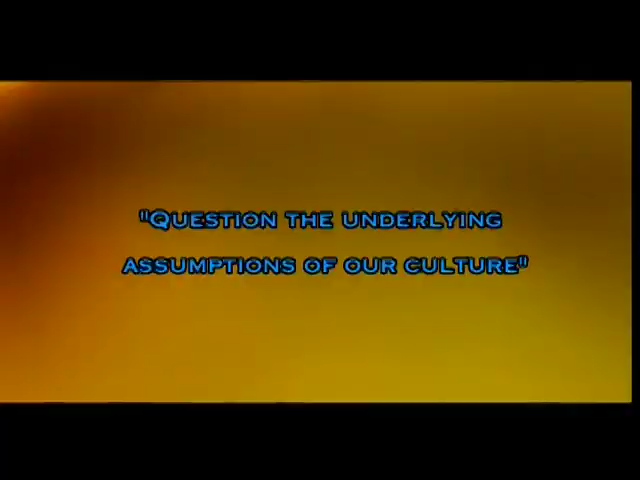 "Question the underlying
assumptions of our culture"